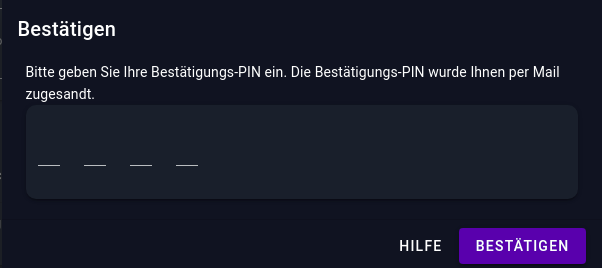 Bestätigen
Bitte geben Sie Ihre Bestätigungs-PIN ein. Die Bestätigungs-PIN wurde Ihnen per Mail
zugesandt.
HILFE BESTÄTIGEN